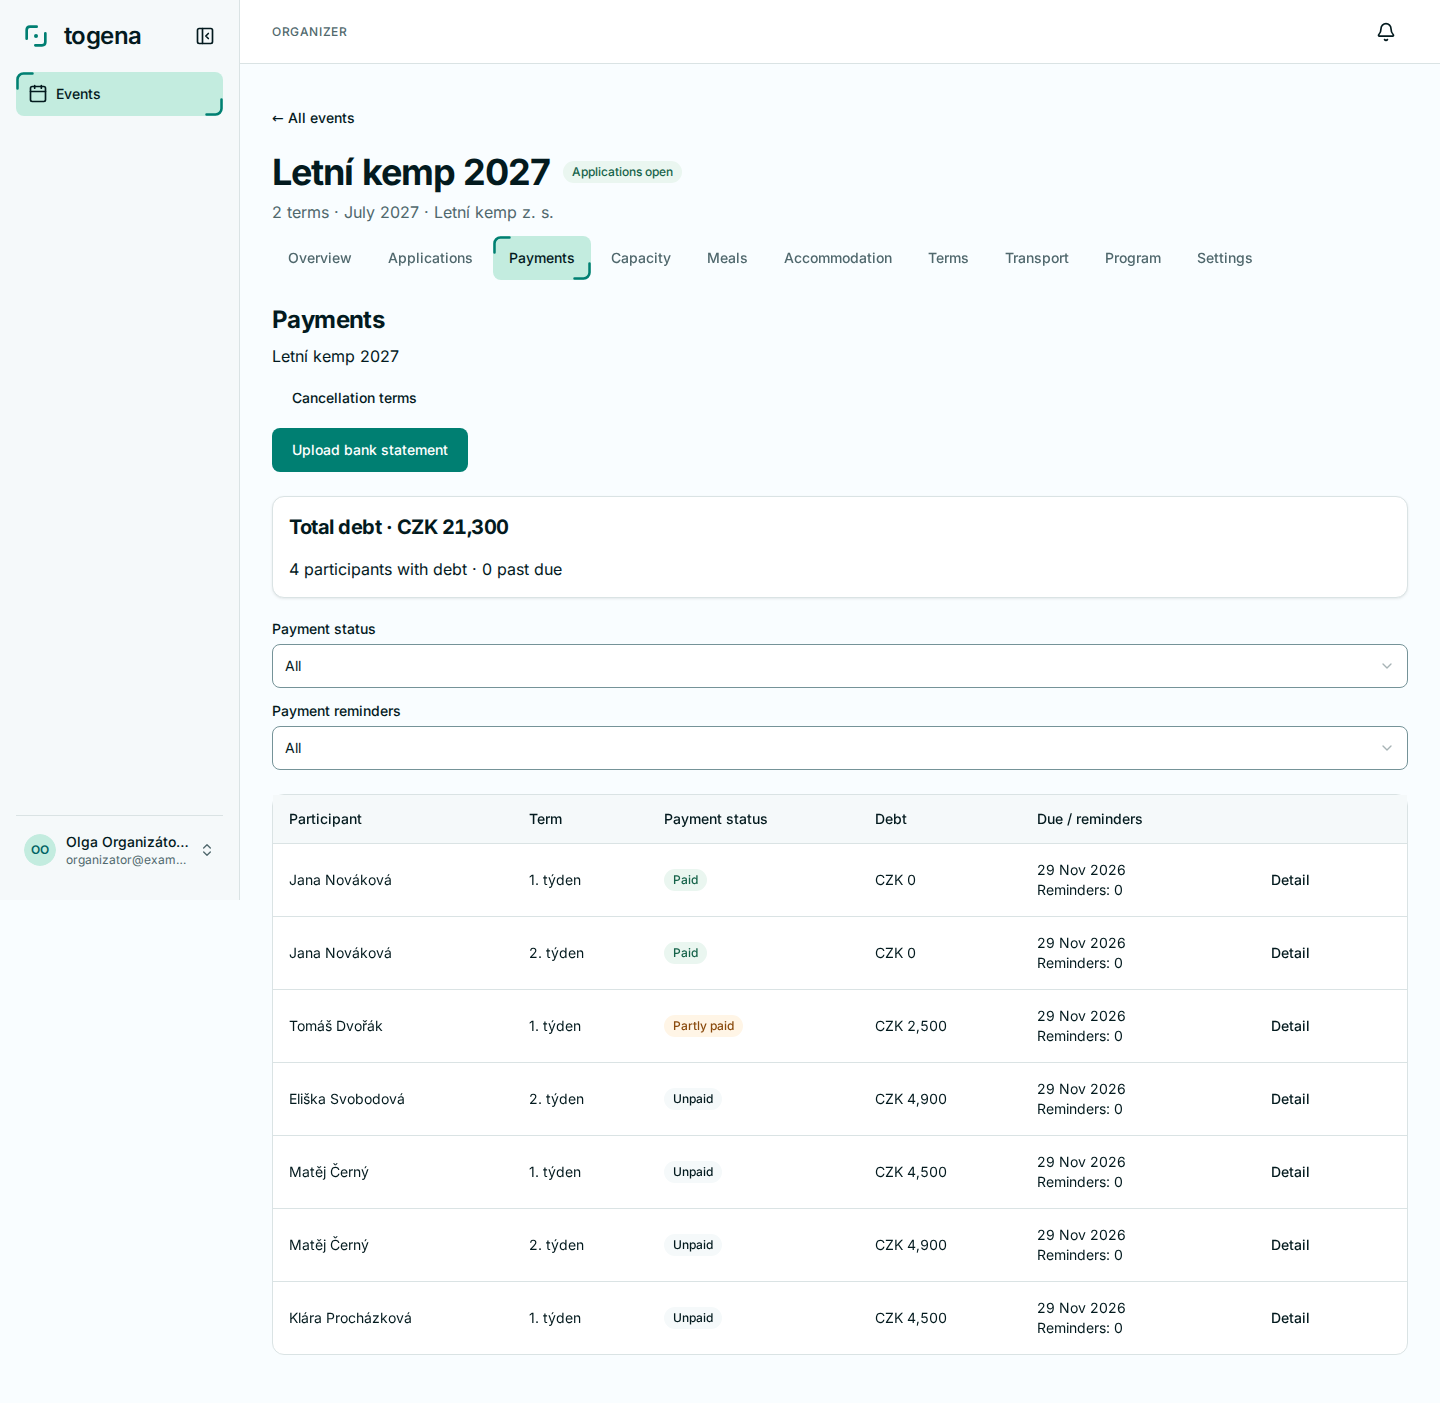 togena
Events
ORGANIZER
← All events
Letní kemp 2027 Applications open
2 terms · July 2027 · Letní kemp z. s.
Overview Applications Payments Capacity Meals Accommodation Terms Transport Program Settings
Payments
Letní kemp 2027
Cancellation terms
Upload bank statement
Total debt · CZK 21,300
4 participants with debt · 0 past due
Payment status
All
Payment reminders
All
Participant Term Payment status Debt Due / reminders
Jana Nováková 1. týden Paid CZK 0 29 Nov 2026 Detail
Reminders: 0
Jana Nováková 2. týden Paid CZK 0 29 Nov 2026 Detail
Reminders: 0
Tomáš Dvořák 1. týden Partly paid CZK 2,500 29 Nov 2026 Detail
Reminders: 0
Eliška Svobodová 2. týden Unpaid CZK 4,900 29 Nov 2026 Detail
Reminders: 0
Matěj Černý 1. týden Unpaid CZK 4,500 29 Nov 2026 Detail
Reminders: 0
Matěj Černý 2. týden Unpaid CZK 4,900 29 Nov 2026 Detail
Reminders: 0
Klára Procházková 1. týden Unpaid CZK 4,500 29 Nov 2026 Detail
Reminders: 0
OO Olga Organizáto...
organizator@exam...